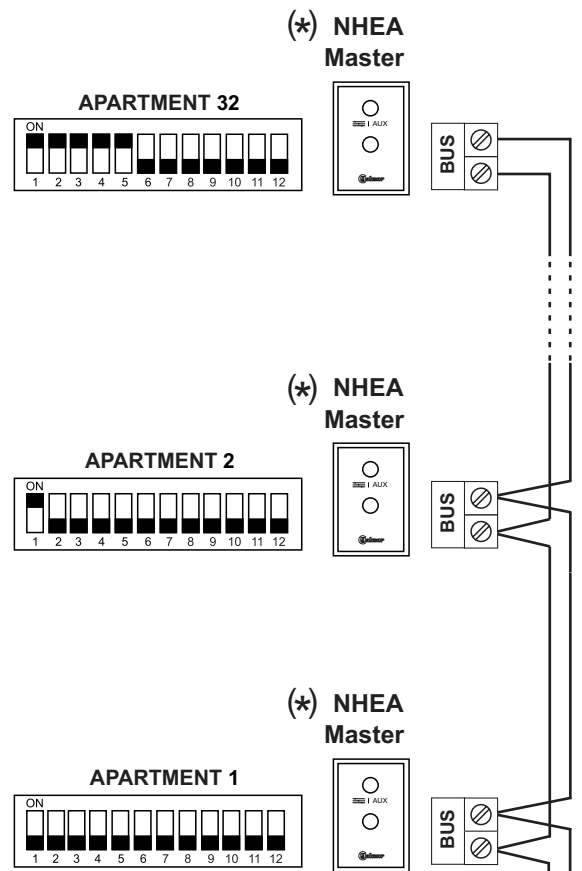 (*) NHEA
Master
APARTMENT 32
ON
1 2 3 4 5 6 7 8 9 10 11 12
AUX
Golmar
BUS
(*) NHEA
Master
APARTMENT 2
ON
1 2 3 4 5 6 7 8 9 10 11 12
AUX
Golmar
BUS
(*) NHEA
Master
APARTMENT 1
ON
1 2 3 4 5 6 7 8 9 10 11 12
AUX
Golmar
BUS